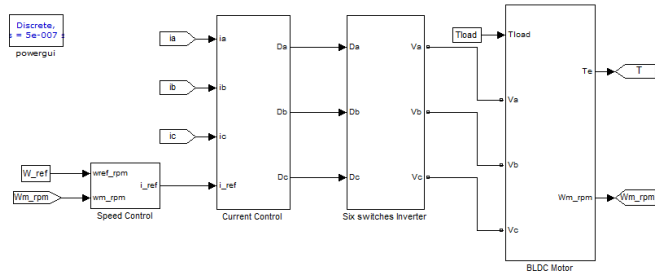 Discrete,
s = 5e-007 s
powergui
ia
ia
Da
Da
Va
Tload
Tload
Te
T
Va
ib
ib
Db
Db
Vb
Vb
ic
ic
W_ref
wref_rpm
i_ref
i_ref
Dc
Dc
Vc
Wm_rpm
wm_rpm
Wm_rpm
Wm_rpm
Vc
Speed Control
Current Control
Six switches Inverter
BLDC Motor